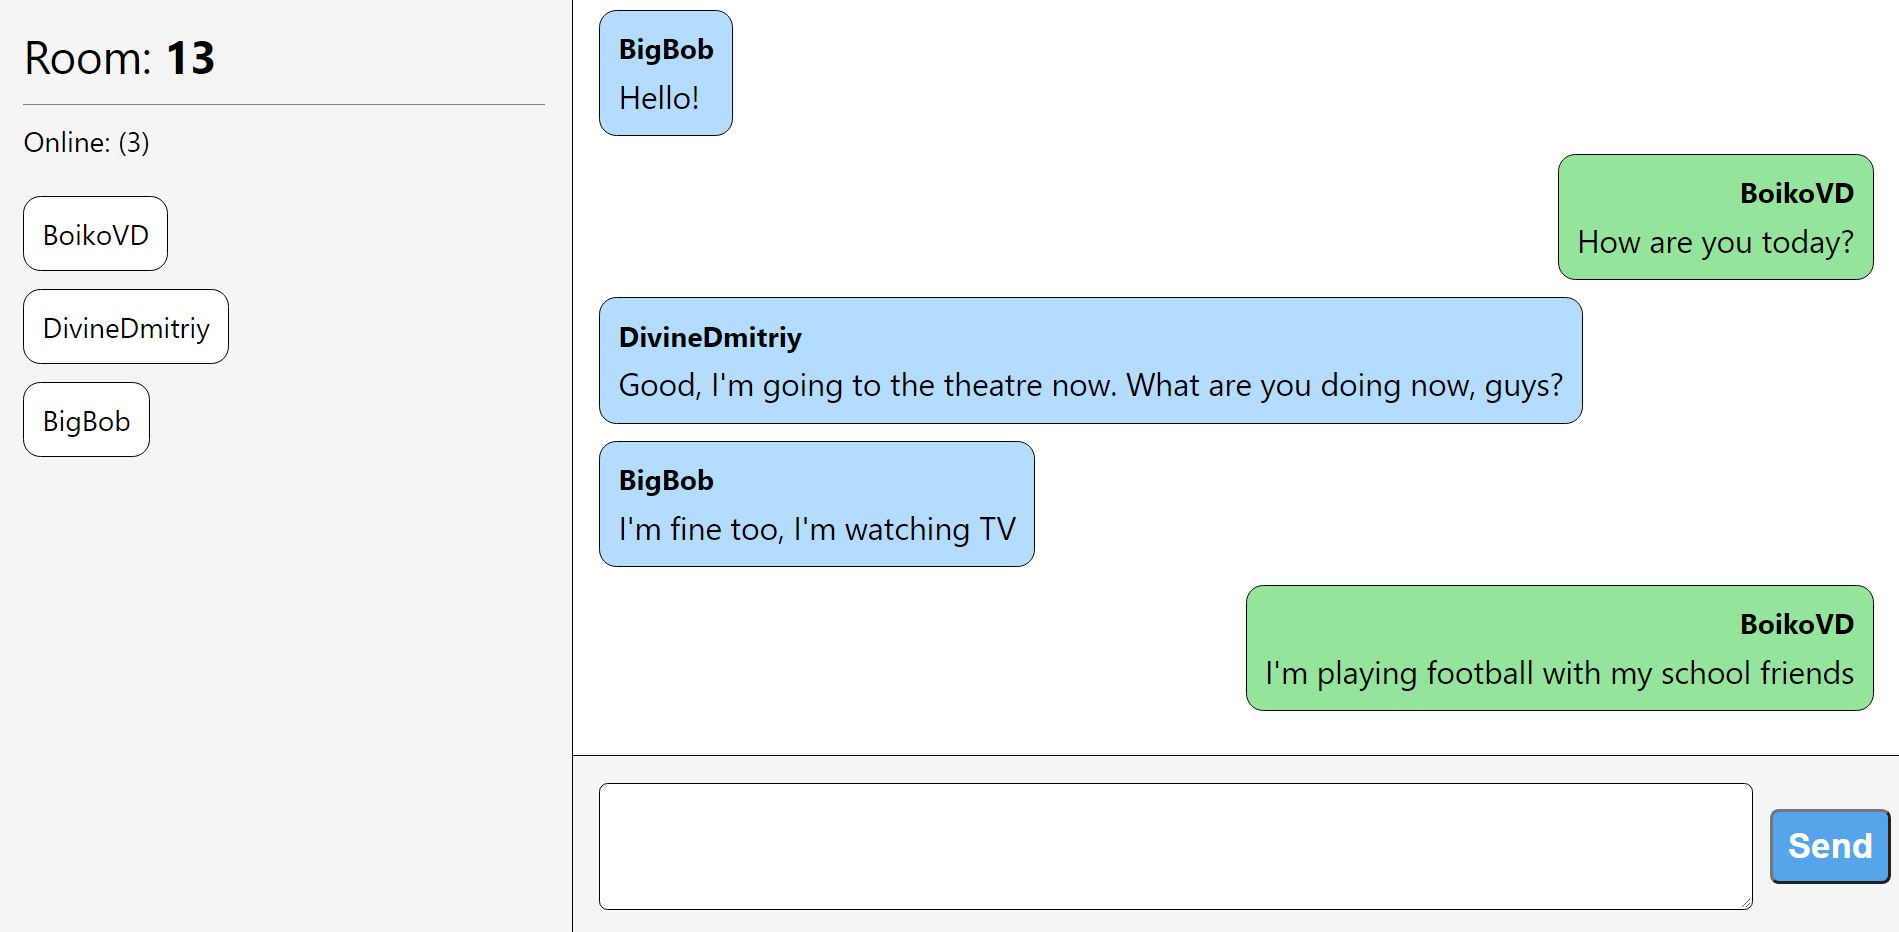 Room: 13
Online: (3)
BoikoVD
DivineDmitriy
BigBob
BigBob
Hello!
BoikoVD
How are you today?
DivineDmitriy
Good, I'm going to the theatre now. What are you doing now, guys?
BigBob
I'm fine too, I'm watching TV
BoikoVD
I'm playing football with my school friends
Send